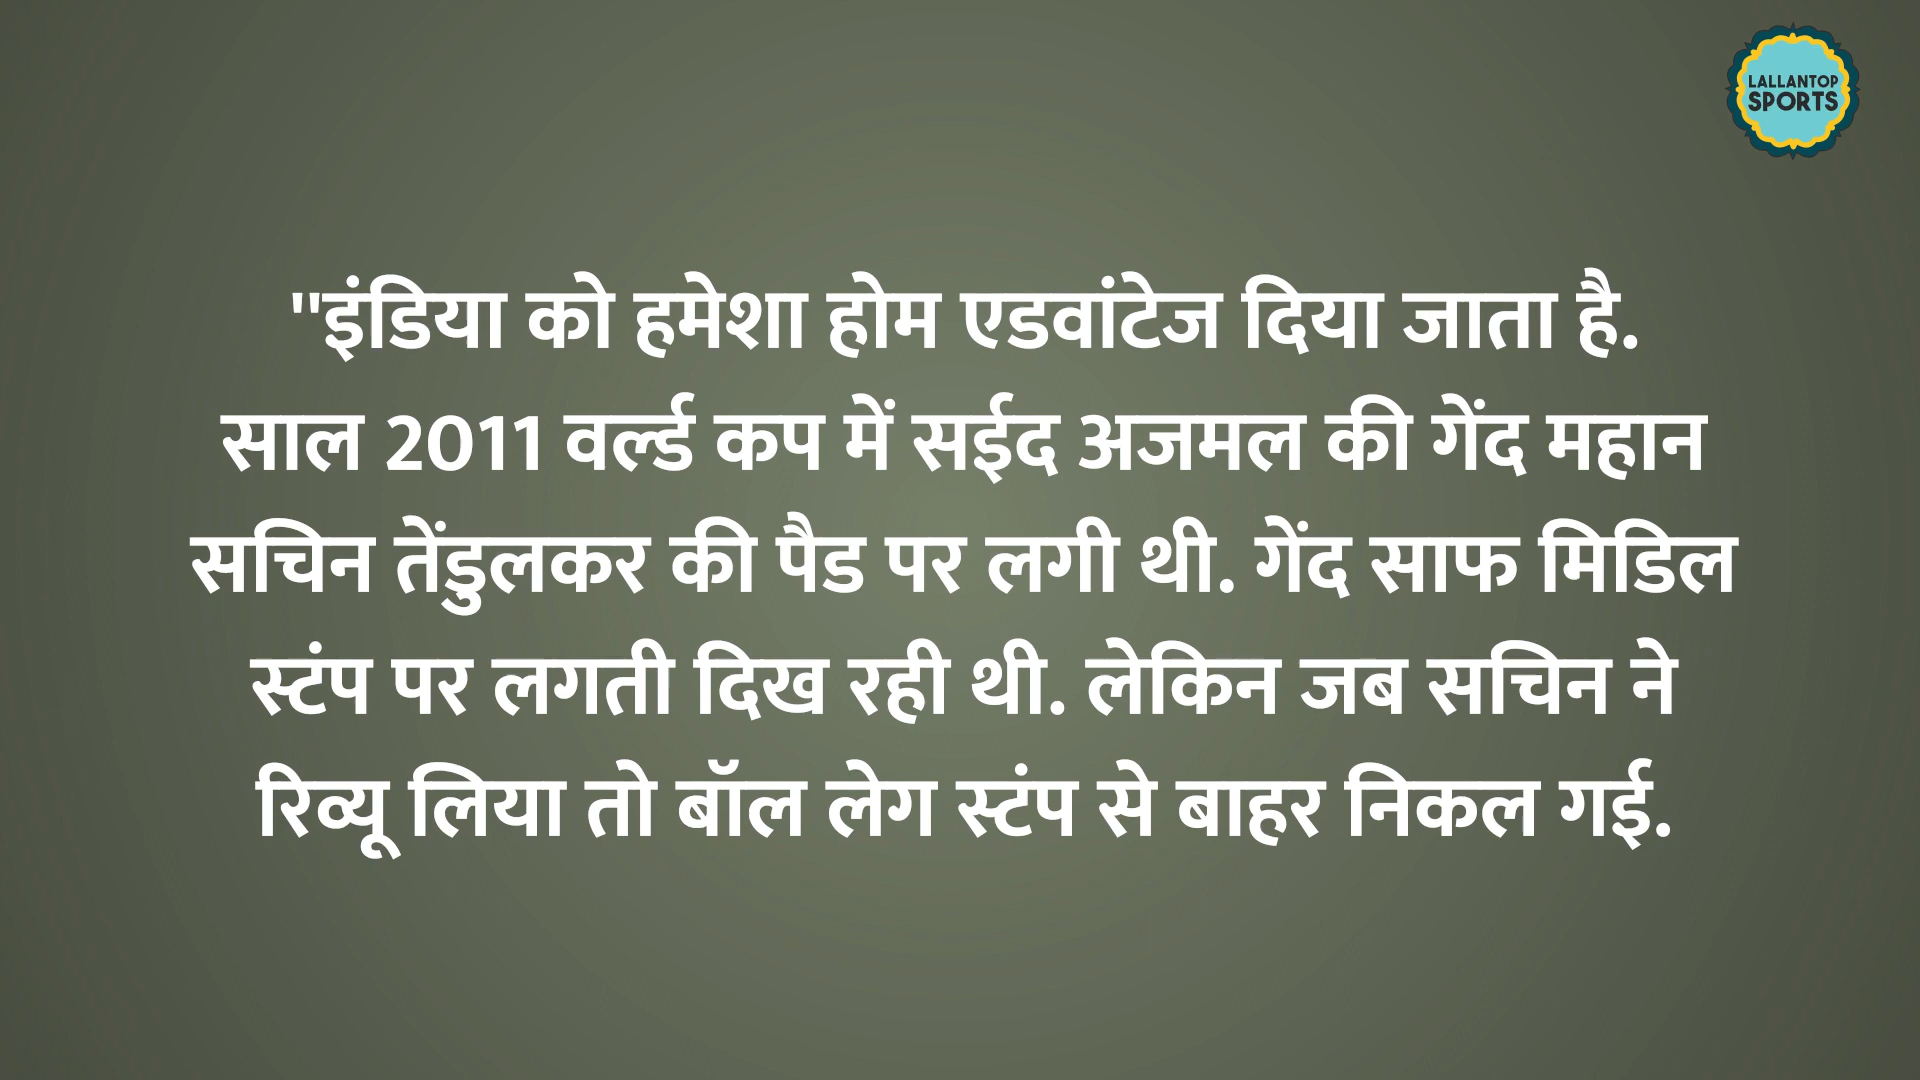 LALLANTOP
SPORTS
"इंडिया को हमेशा होम एडवांटेज दिया जाता है.
साल 2011 वर्ल्ड कप में सईद अजमल की गेंद महान
सचिन तेंडुलकर की पैड पर लगी थी. गेंद साफ मिडिल
स्टंप पर लगती दिख रही थी. लेकिन जब सचिन ने
रिव्यू लिया तो बॉल लेग स्टंप से बाहर निकल गई.